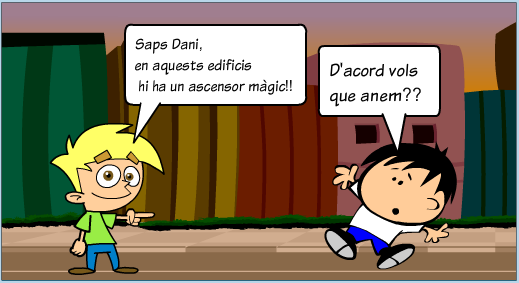 Saps Dani,
en aquests edificis
hi ha un ascensor màgic!!
D'acord vols
que anem??